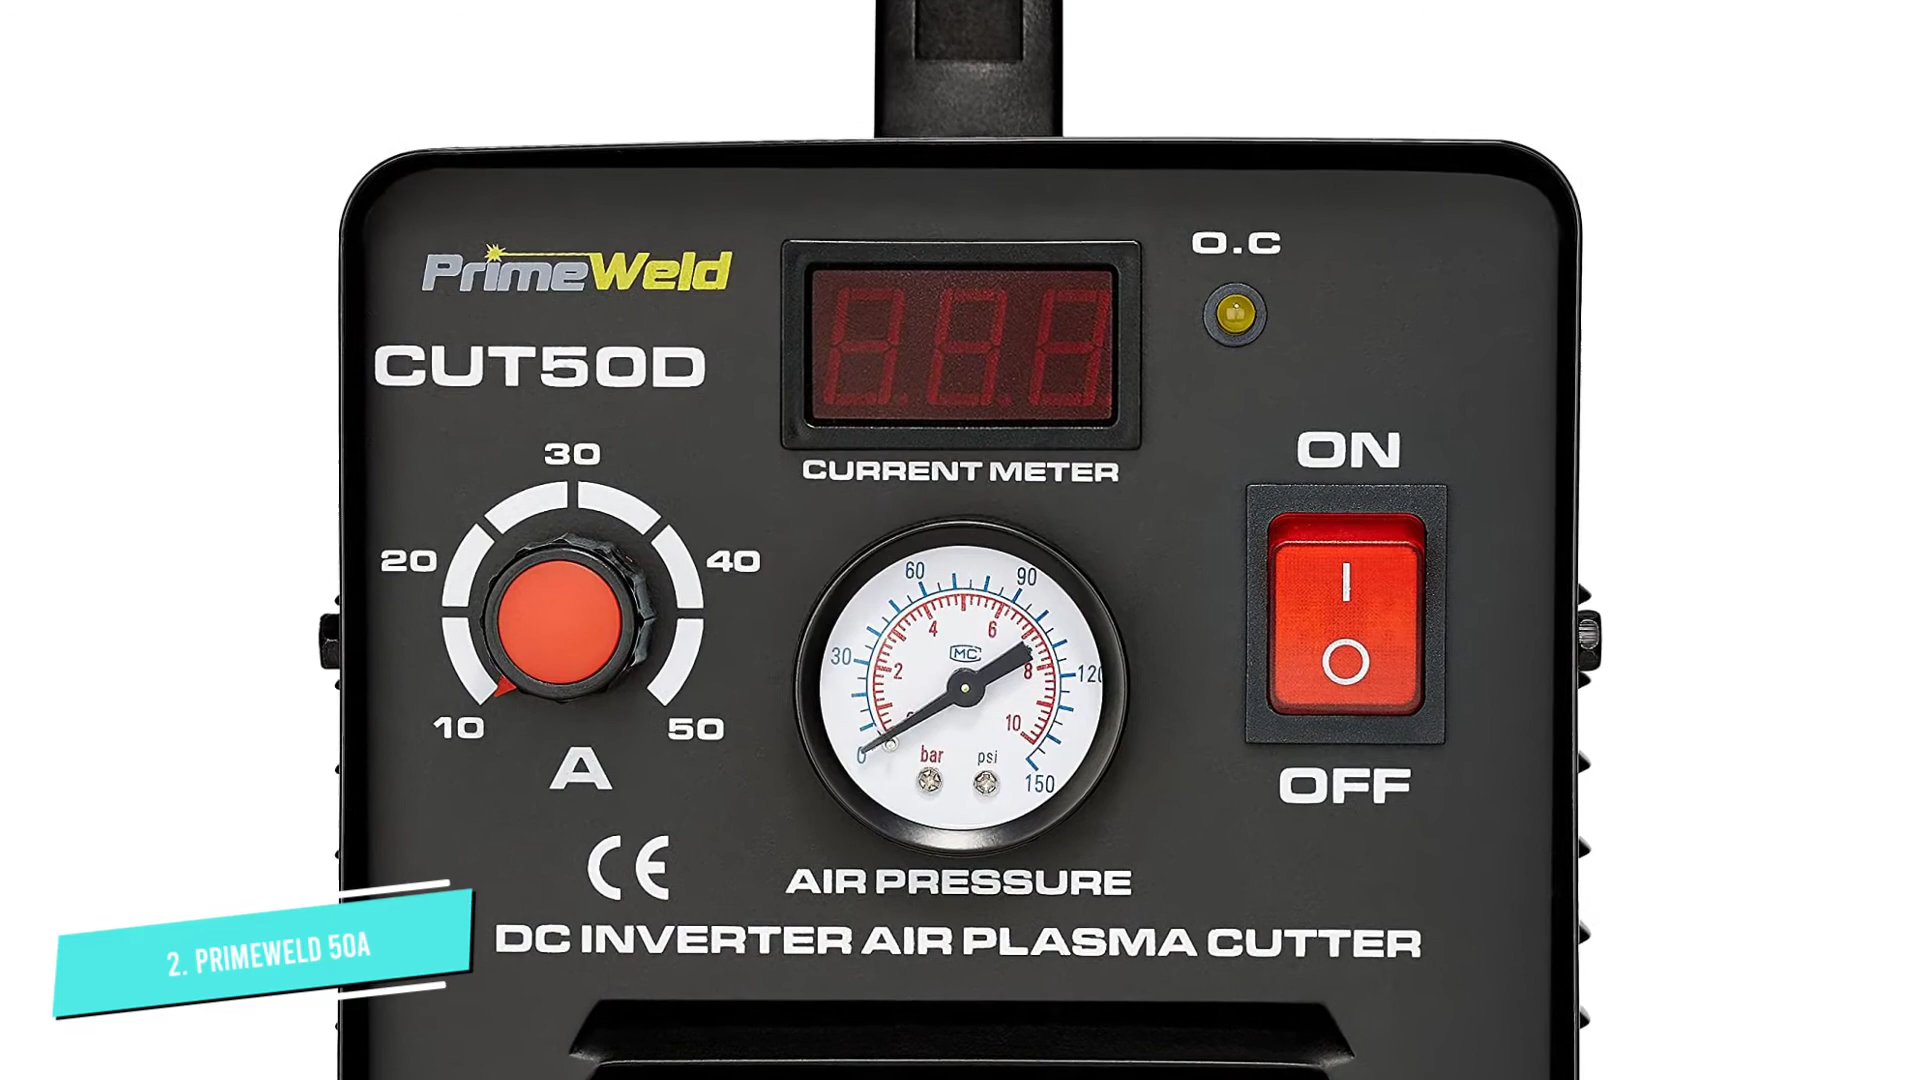 PrimeWeld
O.C
CUT50D
CURRENT METER
30
20
40
10
50
A
ON
OFF
60
90
30
120
0
150
4
6
2
8
10
MC
bar
psi
CE
AIR PRESSURE
DC INVERTER AIR PLASMA CUTTER
2. PRIMEWELD 50A